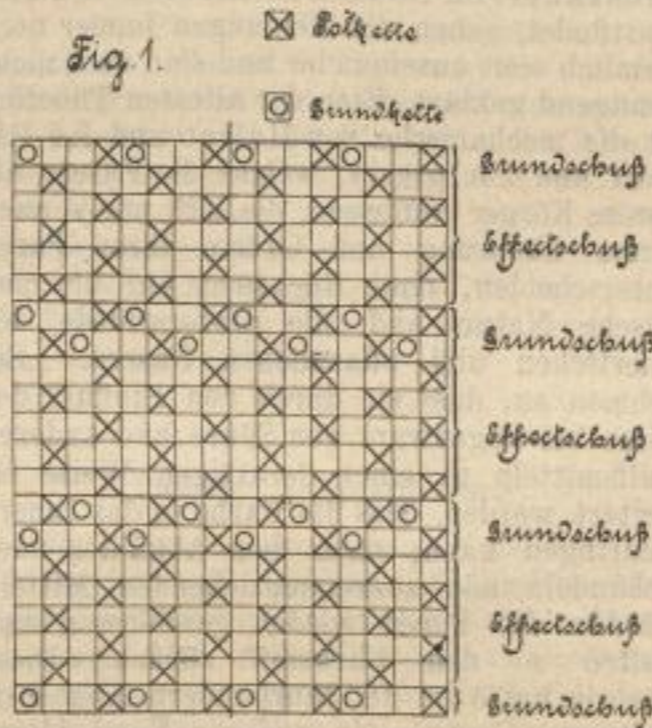 Fig 1.
Polkette
Grundkette
Grundschuß
Effectschuß
Grundschuß
Effectschuß
Grundschuß
Effectschuß
Grundschuß